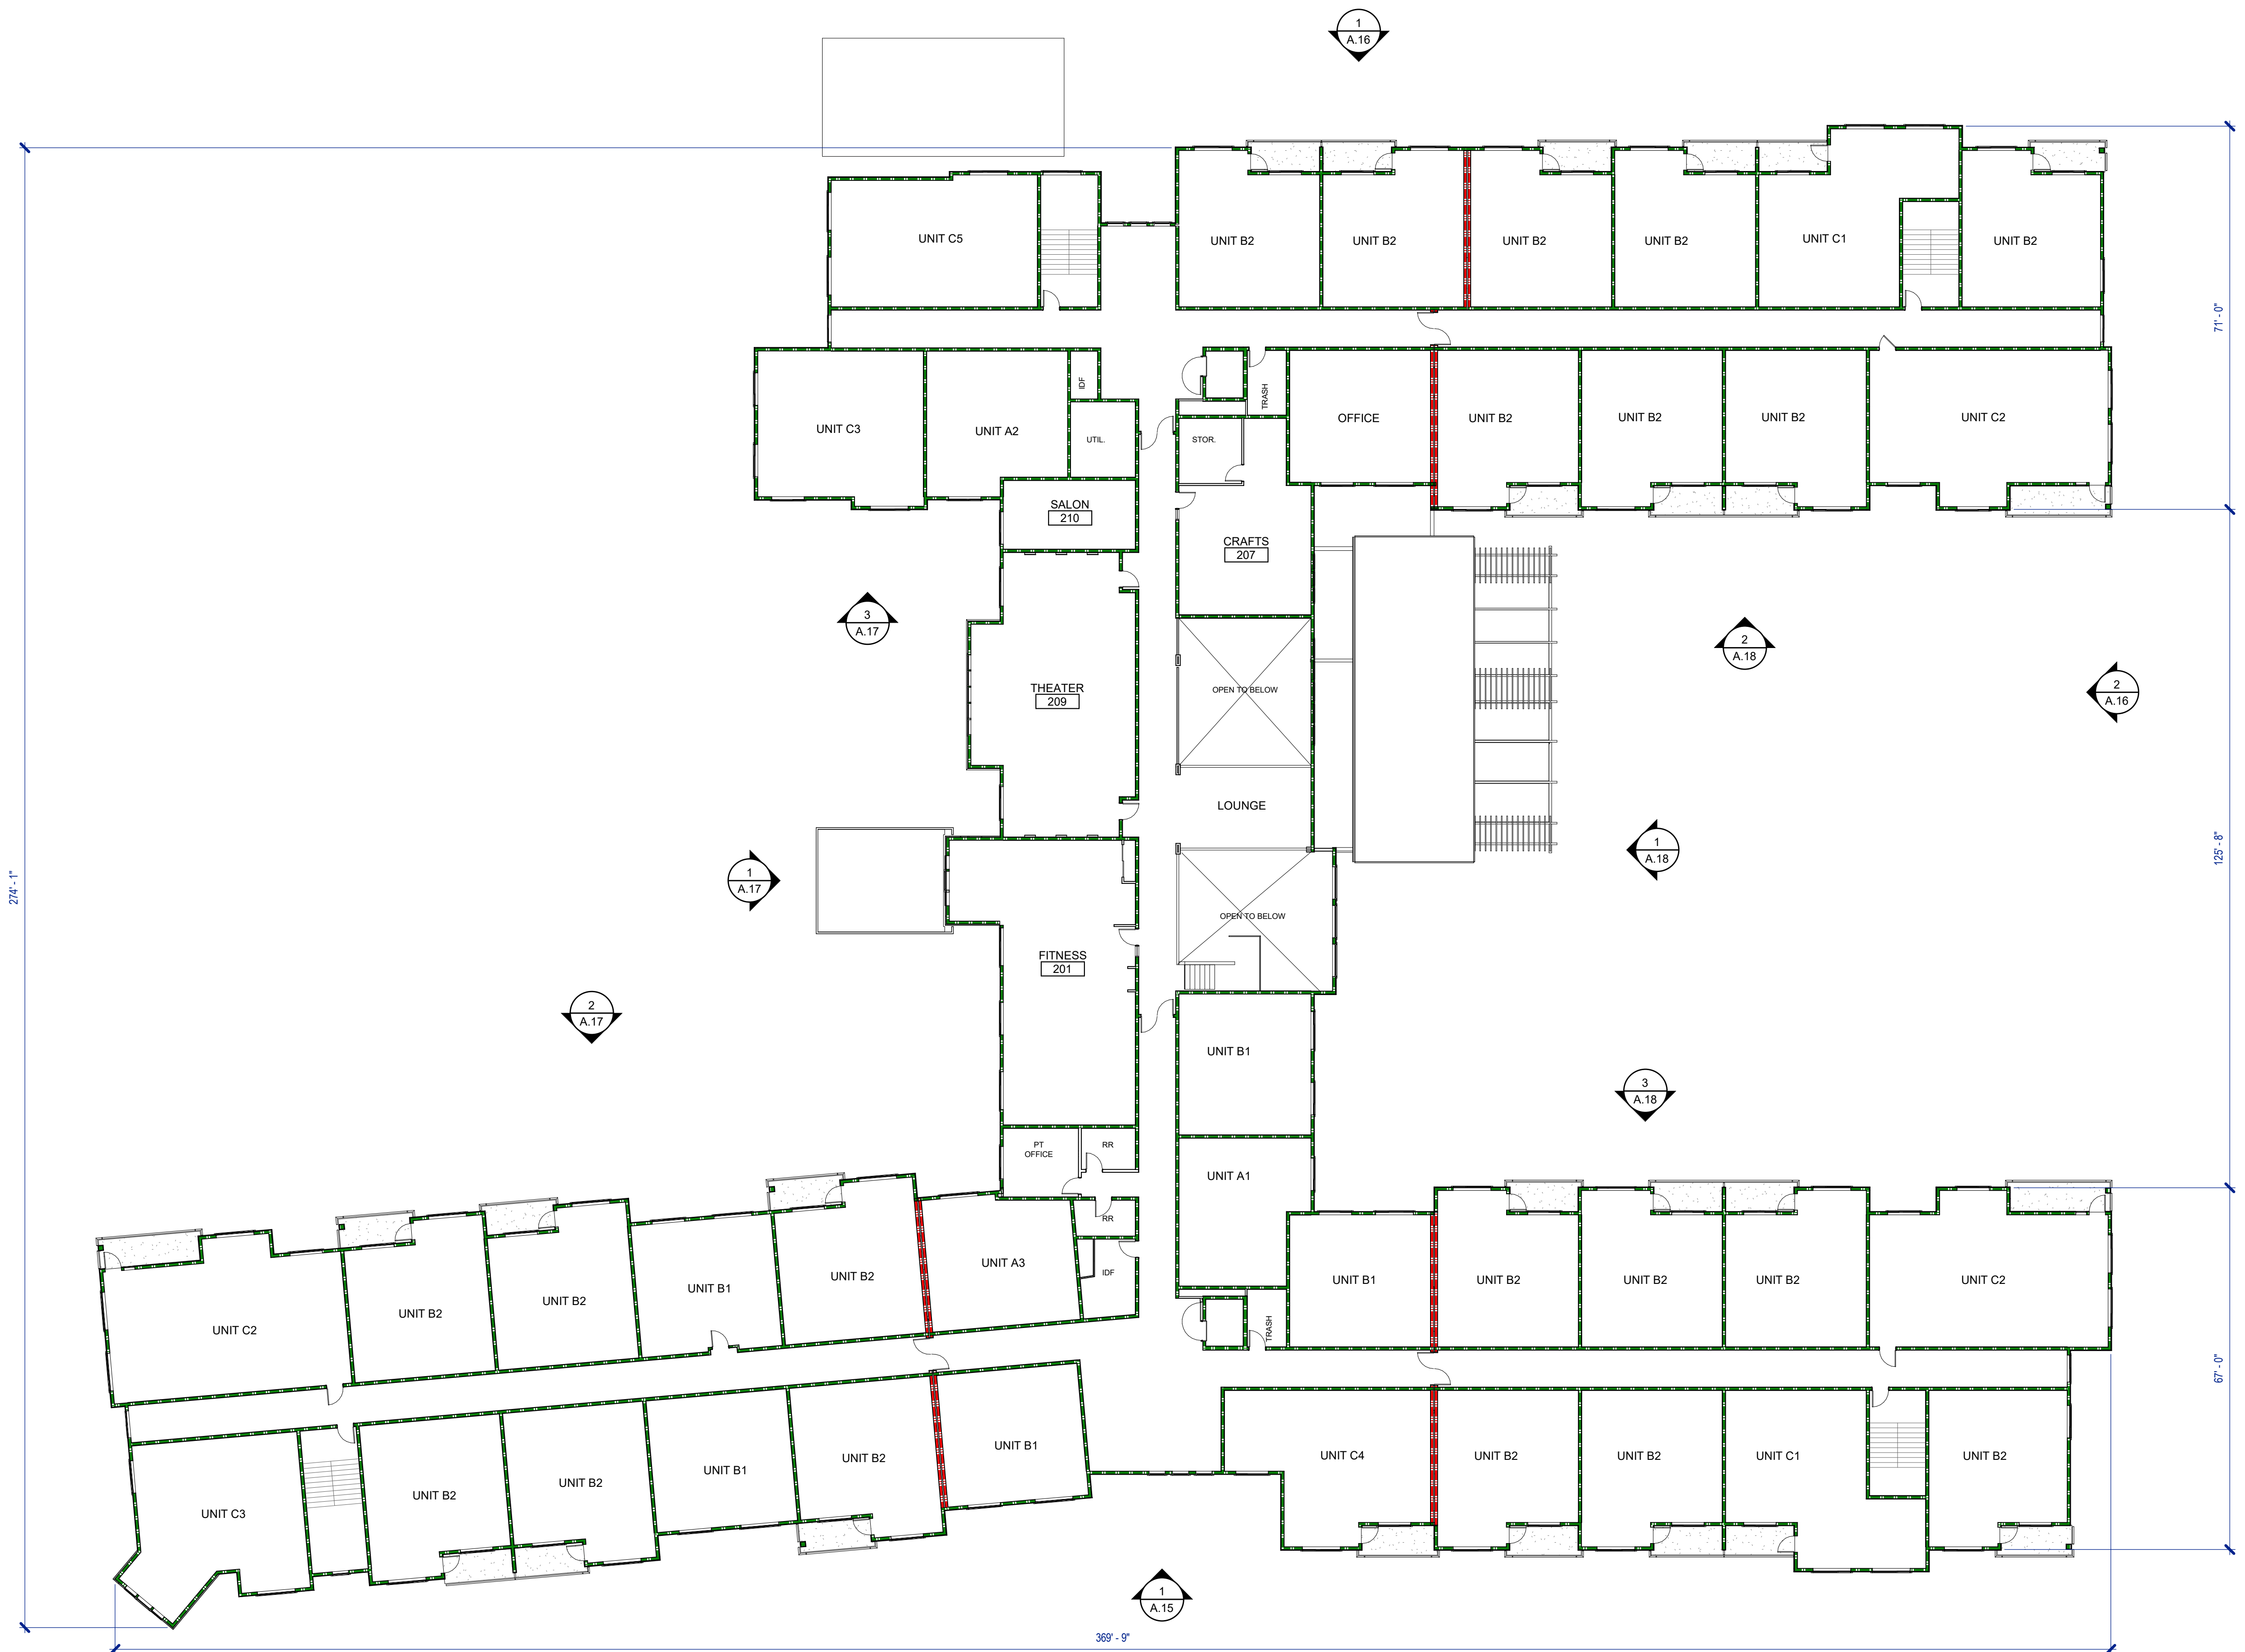 1
A.16
UNIT C5
UNIT B2
UNIT B2
UNIT B2
UNIT B2
UNIT C1
UNIT B2
71' - 0"
UNIT C3
UNIT A2
IDF
UTIL.
TRASH
STOR.
OFFICE
UNIT B2
UNIT B2
UNIT B2
UNIT C2
SALON
210
CRAFTS
207
3
A.17
2
A.18
THEATER
209
OPEN TO BELOW
2
A.16
LOUNGE
274' - 1"
1
A.17
1
A.18
125' - 8"
OPEN TO BELOW
FITNESS
201
2
A.17
UNIT B1
3
A.18
PT
OFFICE
RR
UNIT A1
RR
IDF
UNIT C2
UNIT B2
UNIT B2
UNIT B1
UNIT B2
UNIT A3
TRASH
UNIT B1
UNIT B2
UNIT B2
UNIT B2
UNIT C2
67' - 0"
UNIT C3
UNIT B2
UNIT B2
UNIT B1
UNIT B2
UNIT B1
UNIT C4
UNIT B2
UNIT B2
UNIT C1
UNIT B2
1
A.15
369' - 9"